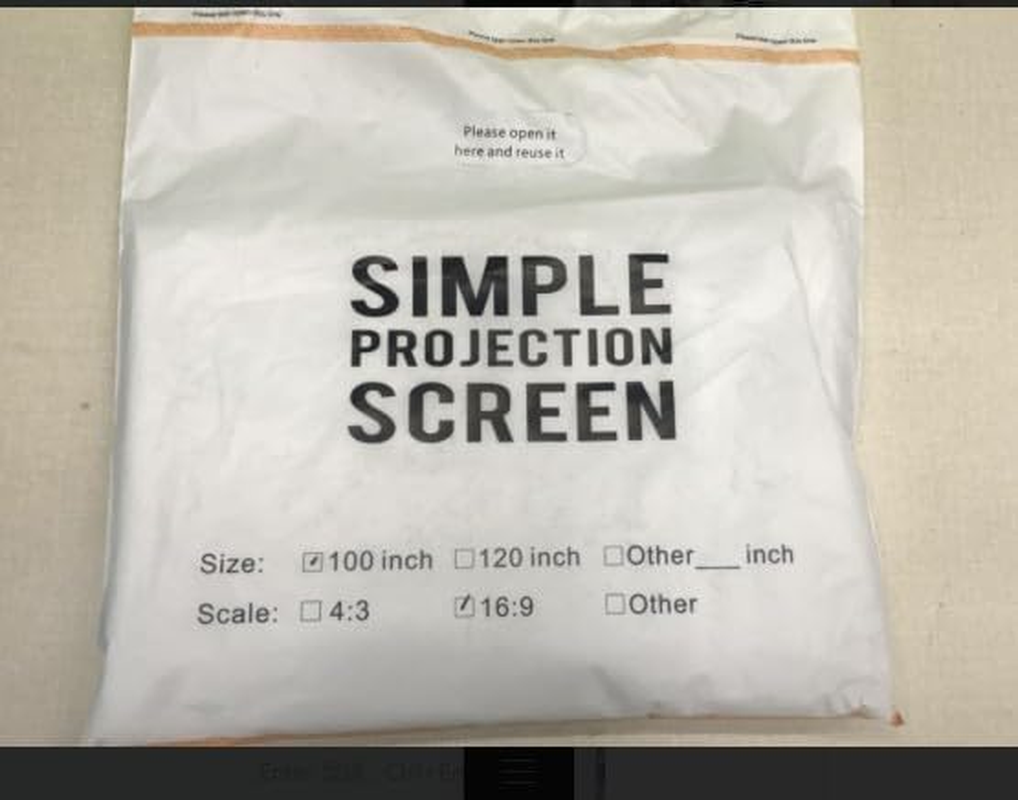 Please open it
here and reuse it
SIMPLE
PROJECTION
SCREEN
Size: ☑100 inch ☐120 inch ☐Other___ inch
Scale: ☐ 4:3 ☑16:9 ☐Other